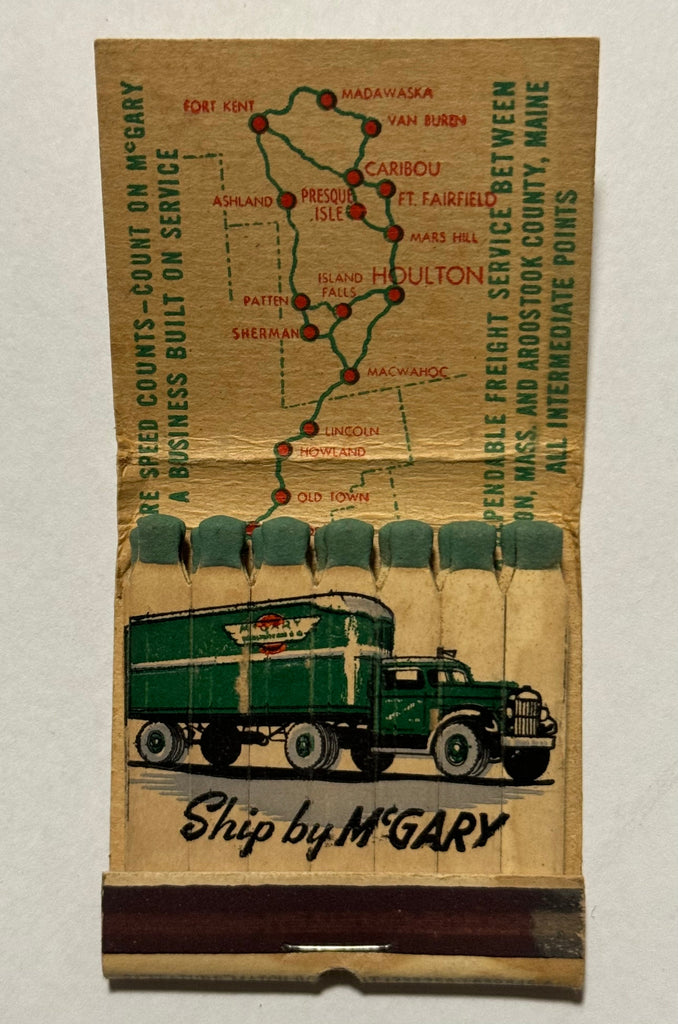 RE SPEED COUNTS—COUNT ON McGARY
A BUSINESS BUILT ON SERVICE
MADAWASKA
FORT KENT
VAN BUREN
CARIBOU
ASHLAND
PRESQUE
ISLE
FT. FAIRFIELD
MARS HILL
ISLAND
FALLS
HOULTON
PATTEN
SHERMAN
MACWAHOC
LINCOLN
HOWLAND
OLD TOWN
PENDABLE FREIGHT SERVICE BETWEEN
ON, MASS. AND AROOSTOOK COUNTY, MAINE
ALL INTERMEDIATE POINTS
McGARY
Ship by McGARY